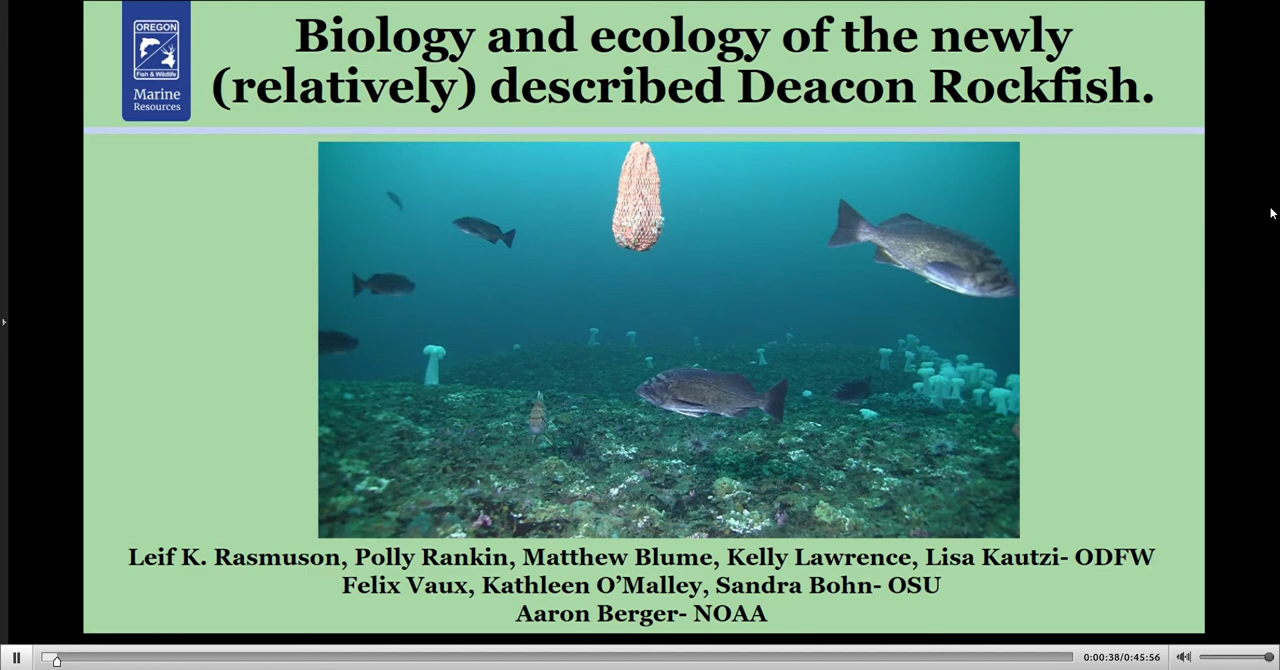 OREGON
Fish & Wildlife
Marine
Resources
Biology and ecology of the newly
(relatively) described Deacon Rockfish.
Leif K. Rasmuson, Polly Rankin, Matthew Blume, Kelly Lawrence, Lisa Kautzi- ODFW
Felix Vaux, Kathleen O’Malley, Sandra Bohn- OSU
Aaron Berger- NOAA
0:00:38/0:45:56